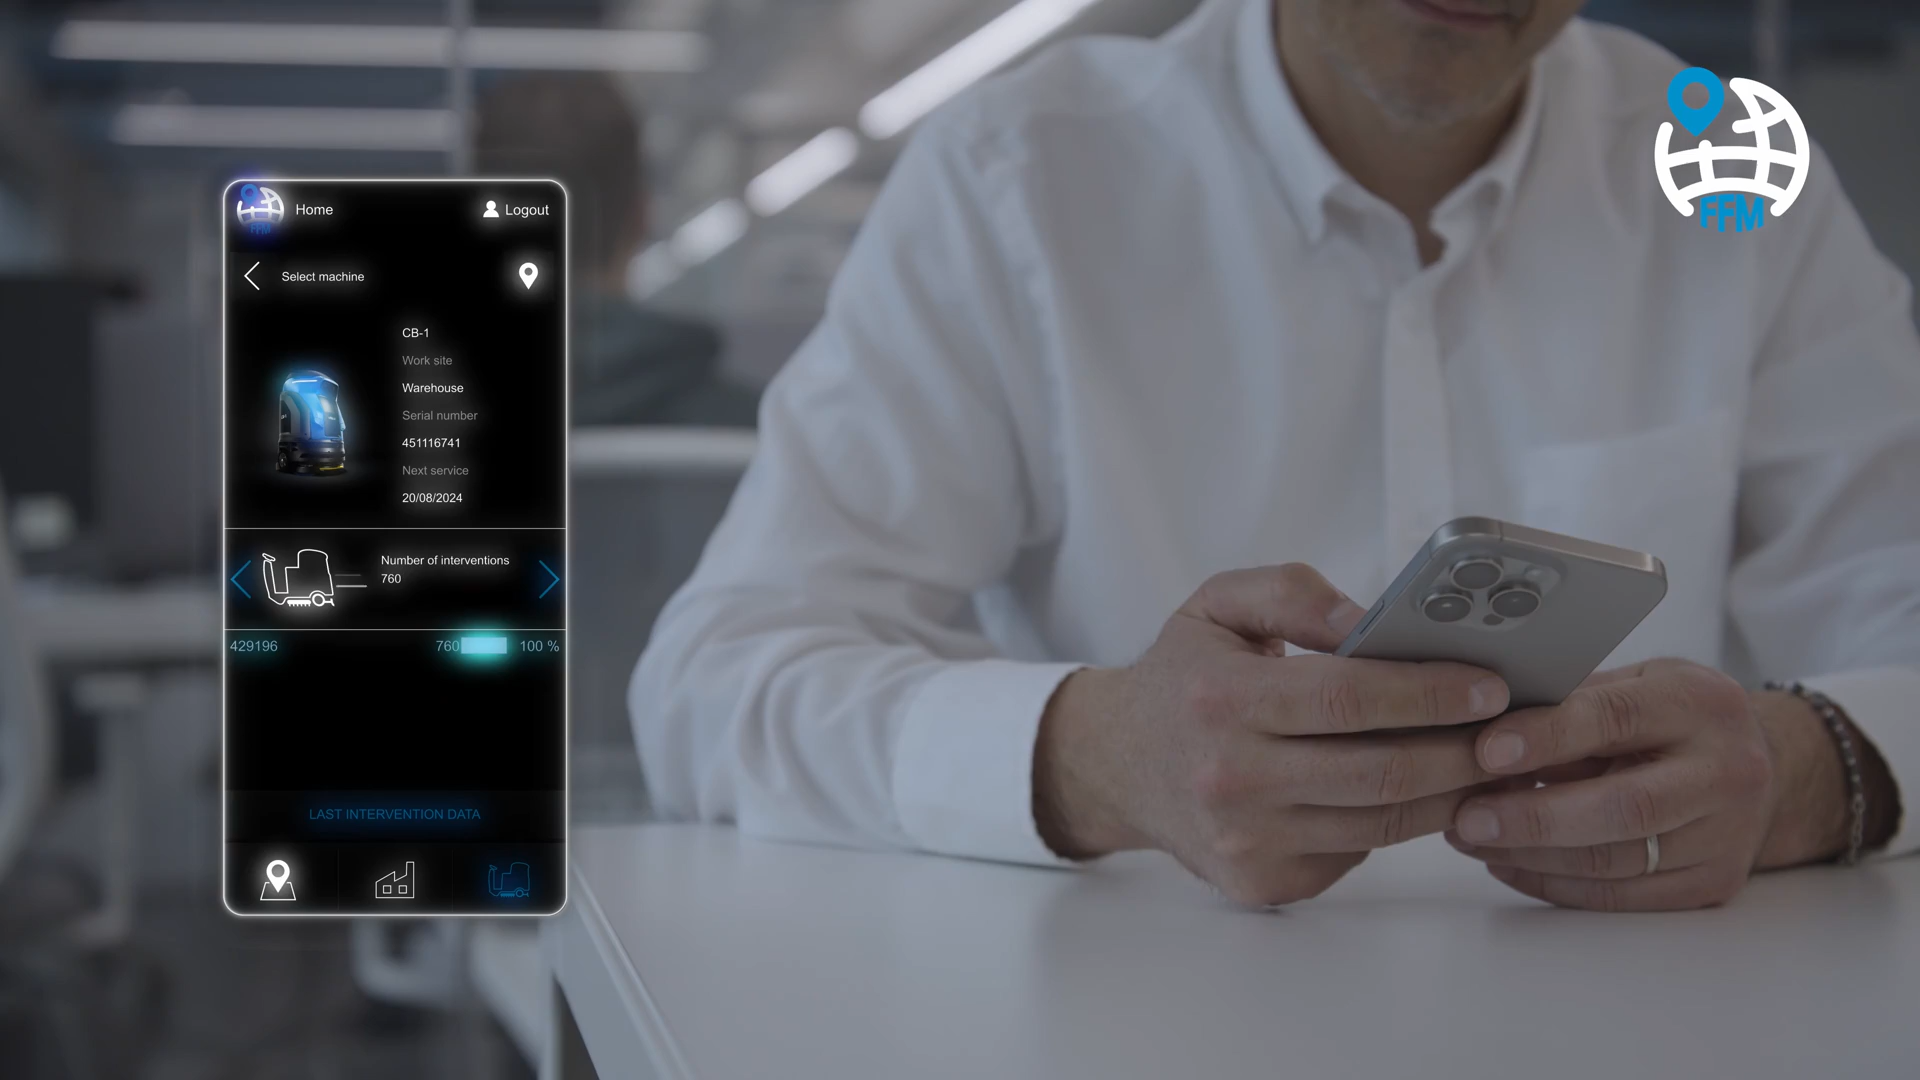 FFM
FFM
Home
Logout
Select machine
CB-1
Work site
Warehouse
Serial number
451116741
Next service
20/08/2024
Number of interventions
760
429196
760
100 %
LAST INTERVENTION DATA